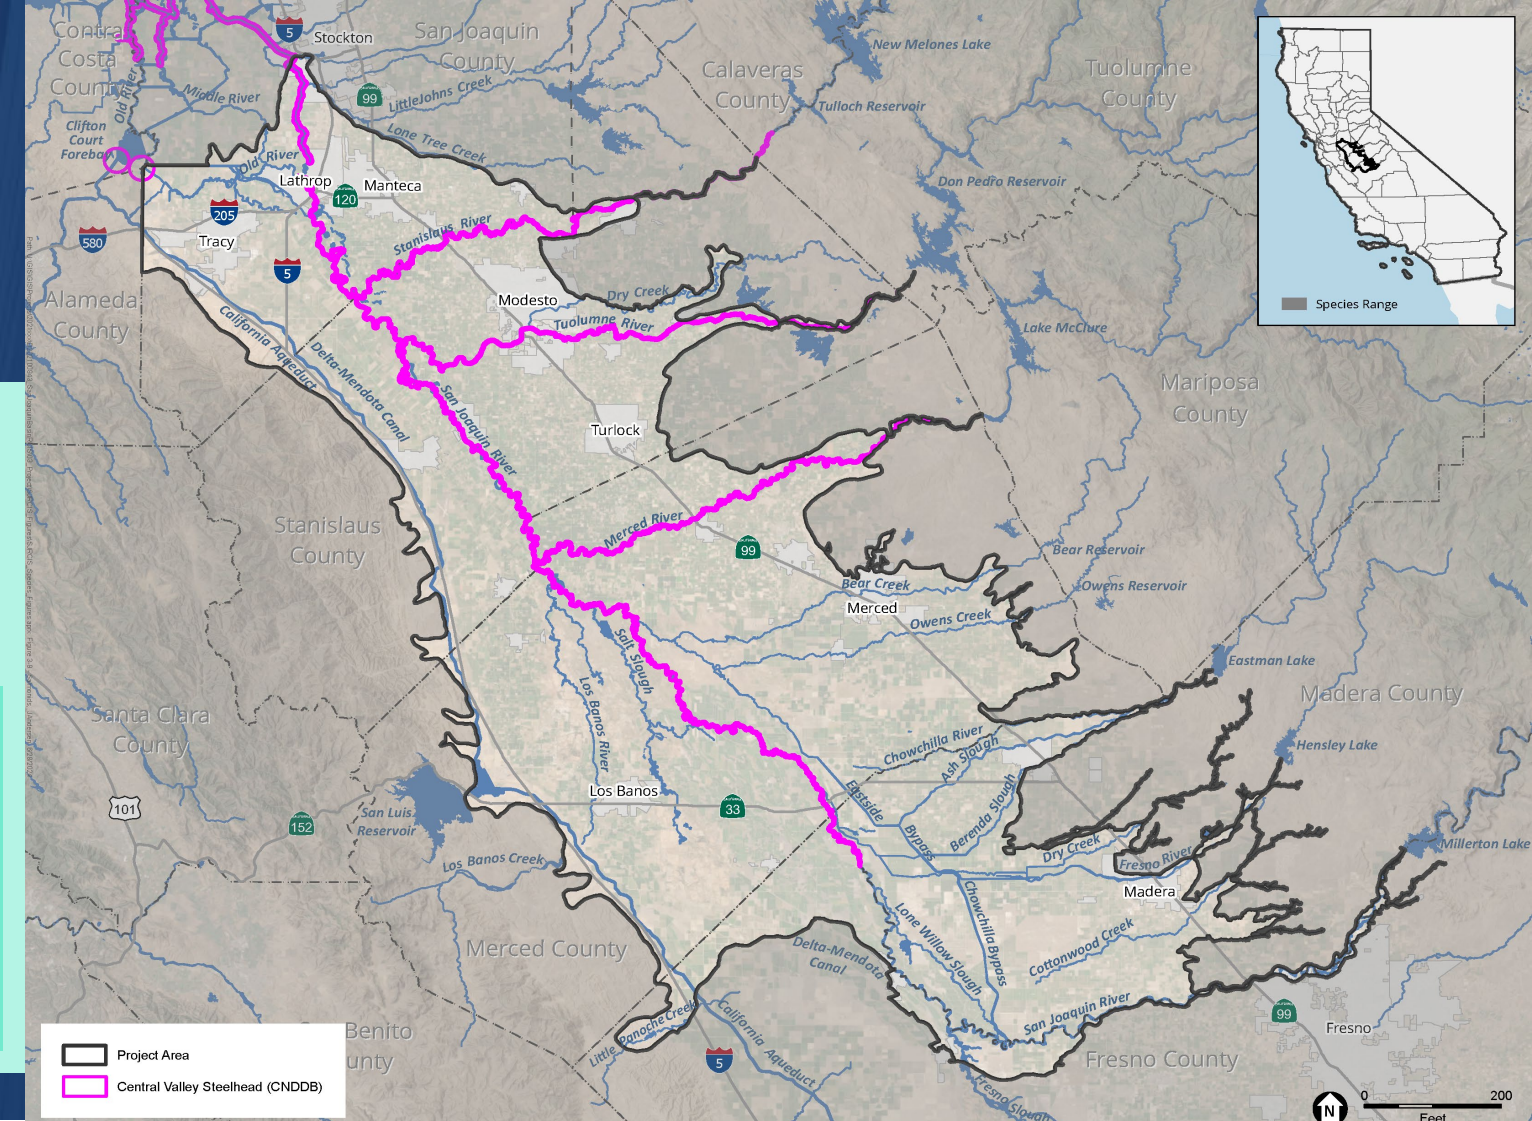 Contra
Costa
County
5
Stockton
San Joaquin
County
New Melones Lake
Calaveras
County
Tuolumne
County
Old River
Middle River
99
LittleJohns Creek
Tulloch Reservoir
Clifton
Court
Forebay
Lone Tree Creek
Old River
Lathrop
120
Manteca
Don Pedro Reservoir
205
Tracy
580
Stanislaus River
5
Species Range
Alameda
County
Modesto
Dry Creek
Tuolumne River
California Aqueduct
Delta-Mendota Canal
Lake McClure
San Joaquin River
Mariposa
County
Turlock
Stanislaus
County
Merced River
99
Bear Reservoir
Bear Creek
Owens Reservoir
Merced
Owens Creek
Salt Slough
Eastman Lake
Los Banos River
Madera County
Santa Clara
County
Chowchilla River
Ash Slough
Hensley Lake
Los Banos
Eastside
Bypass
Berenda Slough
101
152
San Luis
Reservoir
33
Los Banos Creek
Dry Creek
Fresno River
Millerton Lake
Madera
Chowchilla Bypass
Lone Willow Slough
Cottonwood Creek
Merced County
Delta-Mendota
Canal
San Joaquin River
99
Fresno
Little Panoche Creek
California Aqueduct
5
Fresno County
Fresno Slough
Benito
unty
Project Area
Central Valley Steelhead (CNDDB)
N
0
200
Feet